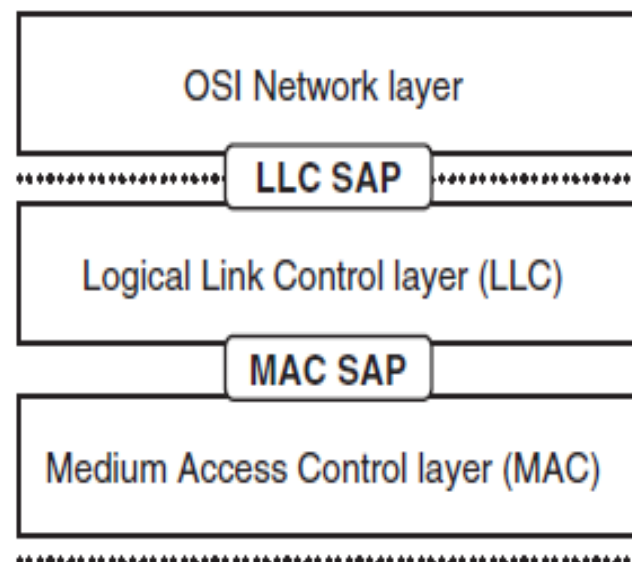 OSI Network layer
LLC SAP
Logical Link Control layer (LLC)
MAC SAP
Medium Access Control layer (MAC)